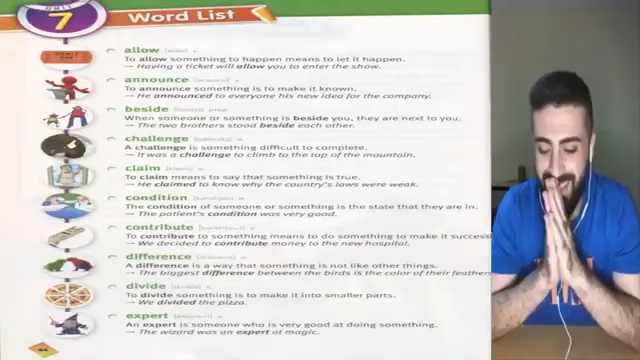 UNIT
7 Word List
allow v.
To allow something to happen means to let it happen.
→ Having a ticket will allow you to enter the show.
announce v.
To announce something is to make it known.
→ He announced to everyone his new idea for the company.
beside prep.
When someone or something is beside you, they are next to you.
→ The two brothers stood beside each other.
challenge n.
A challenge is something difficult to complete.
→ It was a challenge to climb to the top of the mountain.
claim v.
To claim means to say that something is true.
→ He claimed to know why the country's laws were weak.
condition n.
The condition of someone or something is the state that they are in.
→ The patient's condition was very good.
contribute v.
To contribute to something means to do something to make it success
→ We decided to contribute money to the new hospital.
difference n.
A difference is a way that something is not like other things.
→ The biggest difference between the birds is the color of their feathers
divide v.
To divide something is to make it into smaller parts.
→ We divided the pizza.
expert n.
An expert is someone who is very good at doing something.
→ The wizard was an expert at magic.
44